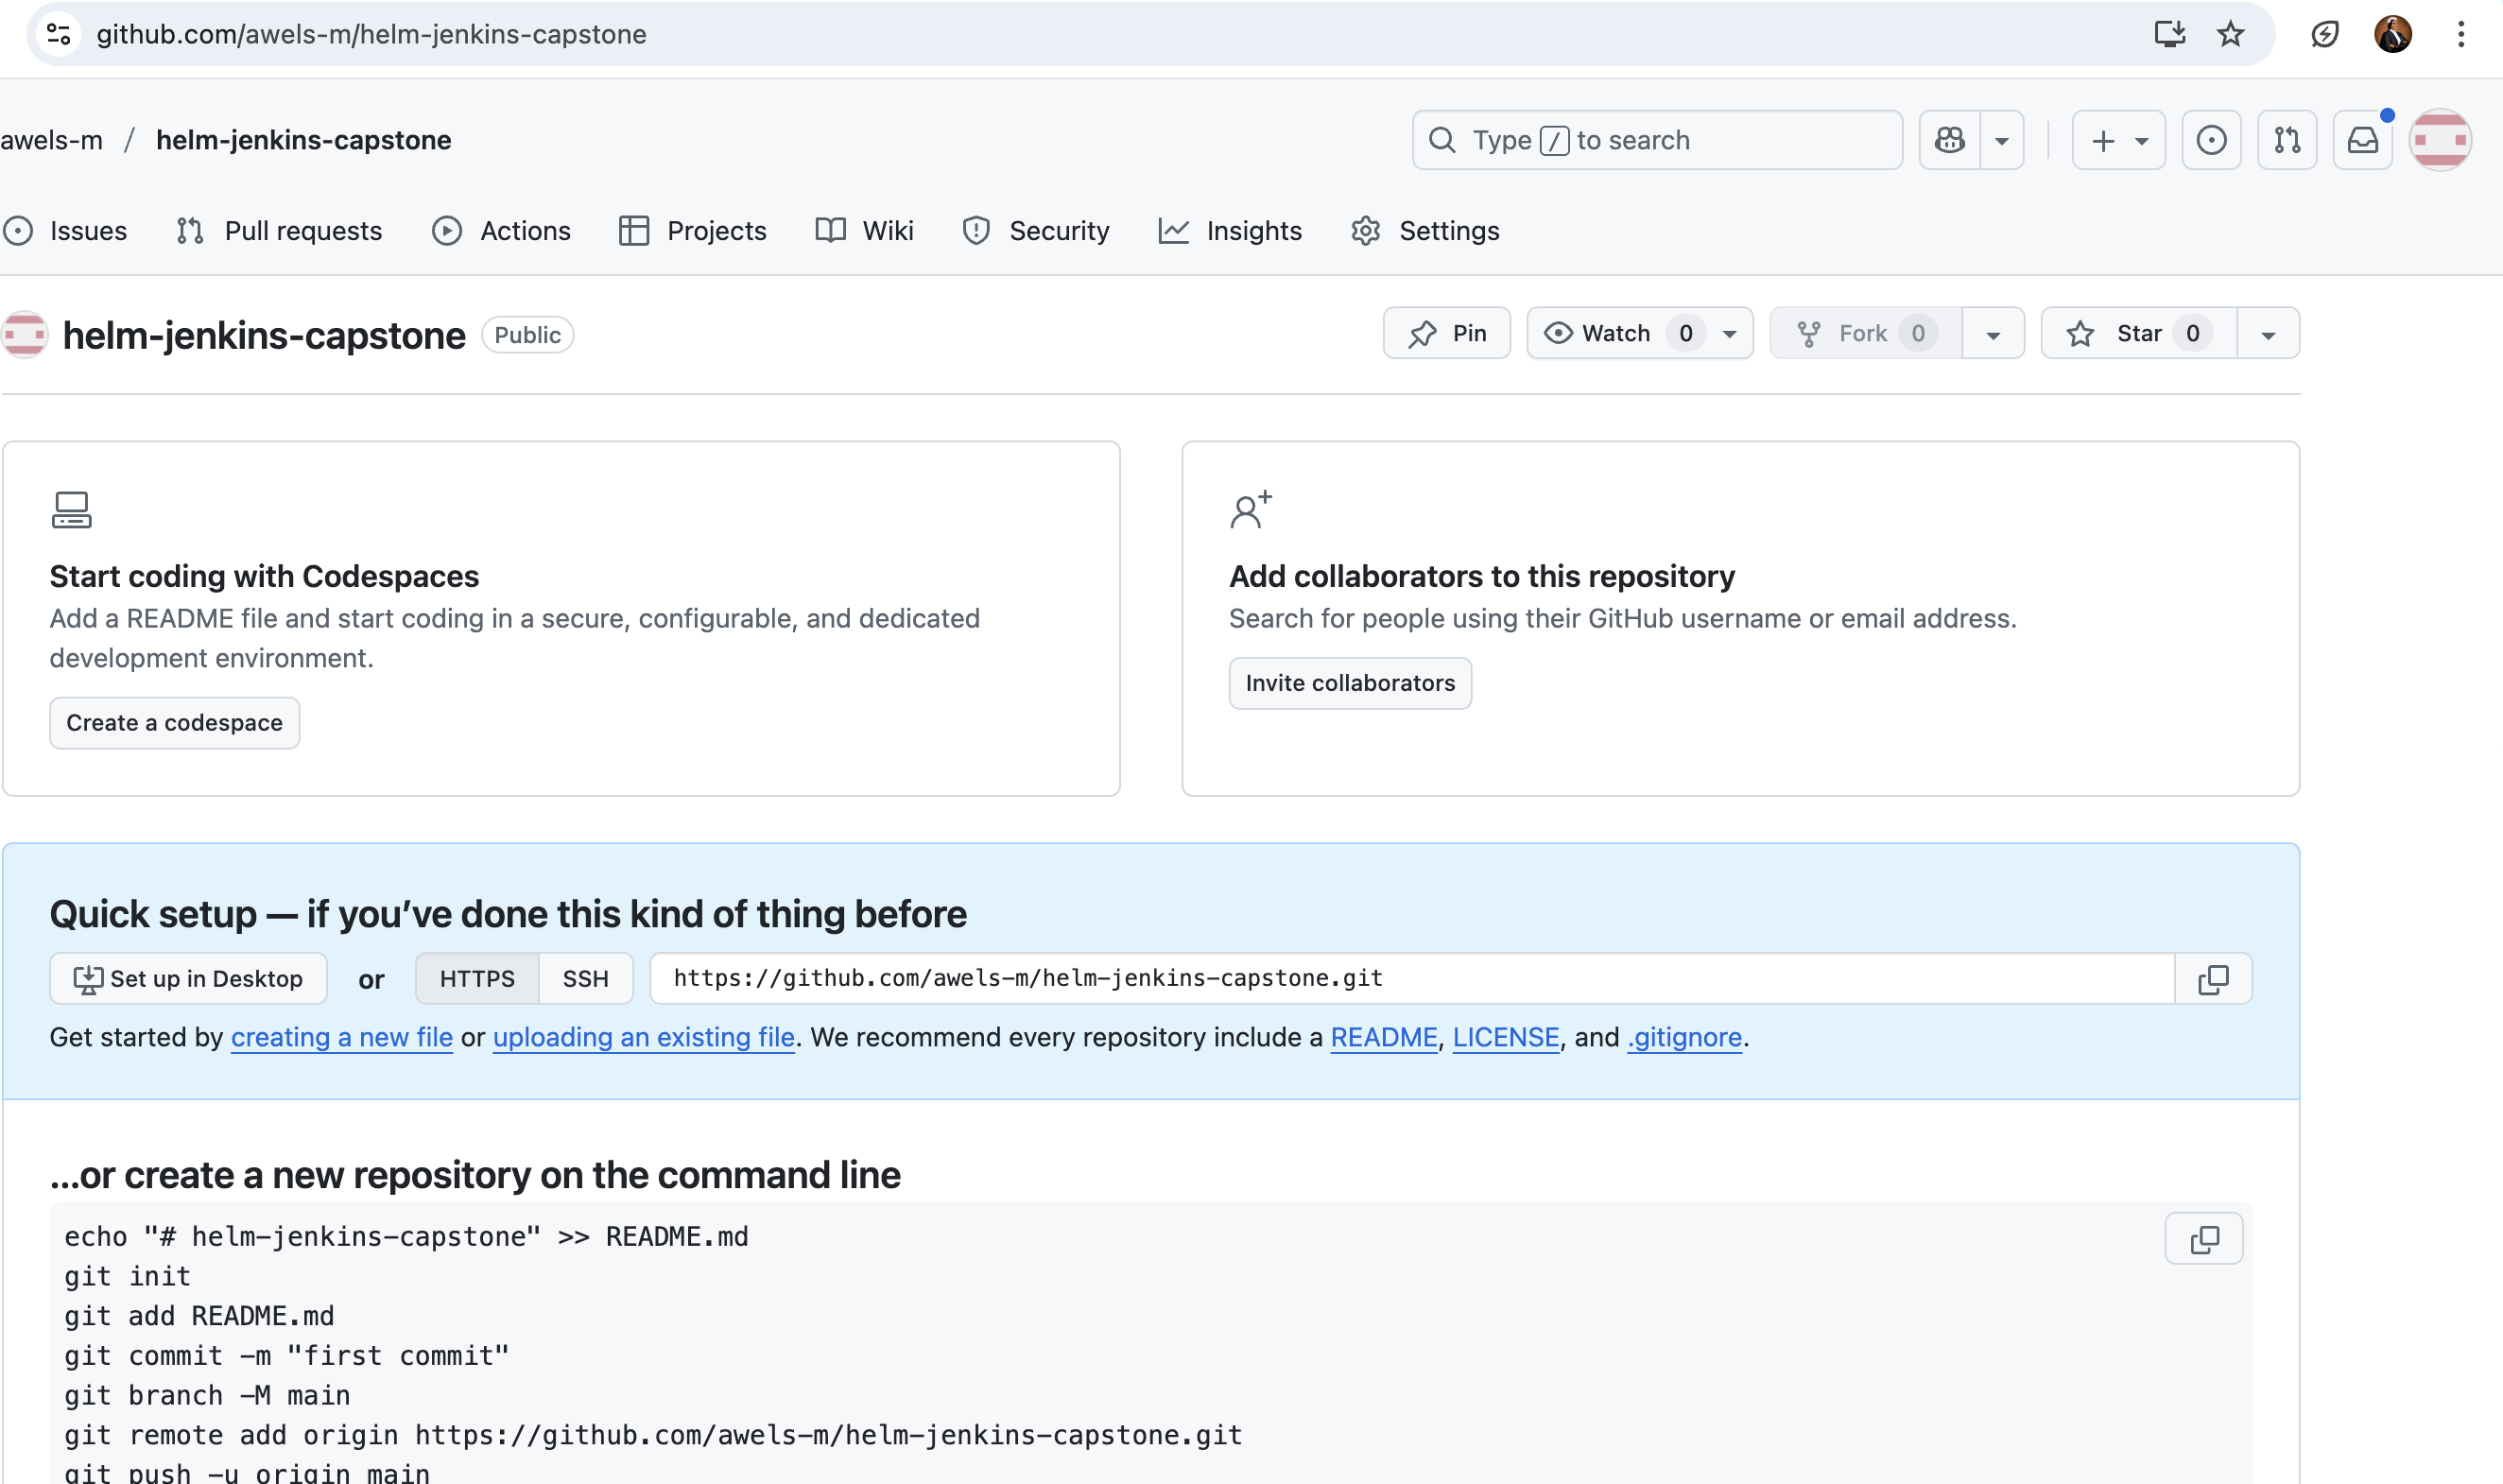 github.com/awels-m/helm-jenkins-capstone
awels-m / helm-jenkins-capstone
Type / to search
Issues
Pull requests
Actions
Projects
Wiki
Security
Insights
Settings
helm-jenkins-capstone Public
Pin
Watch 0
Fork 0
Star 0
Start coding with Codespaces
Add a README file and start coding in a secure, configurable, and dedicated
development environment.
Create a codespace
Add collaborators to this repository
Search for people using their GitHub username or email address.
Invite collaborators
Quick setup — if you’ve done this kind of thing before
Set up in Desktop or HTTPS SSH https://github.com/awels-m/helm-jenkins-capstone.git
Get started by creating a new file or uploading an existing file. We recommend every repository include a README, LICENSE, and .gitignore.
…or create a new repository on the command line
echo "# helm-jenkins-capstone" >> README.md
git init
git add README.md
git commit -m "first commit"
git branch -M main
git remote add origin https://github.com/awels-m/helm-jenkins-capstone.git
git push -u origin main